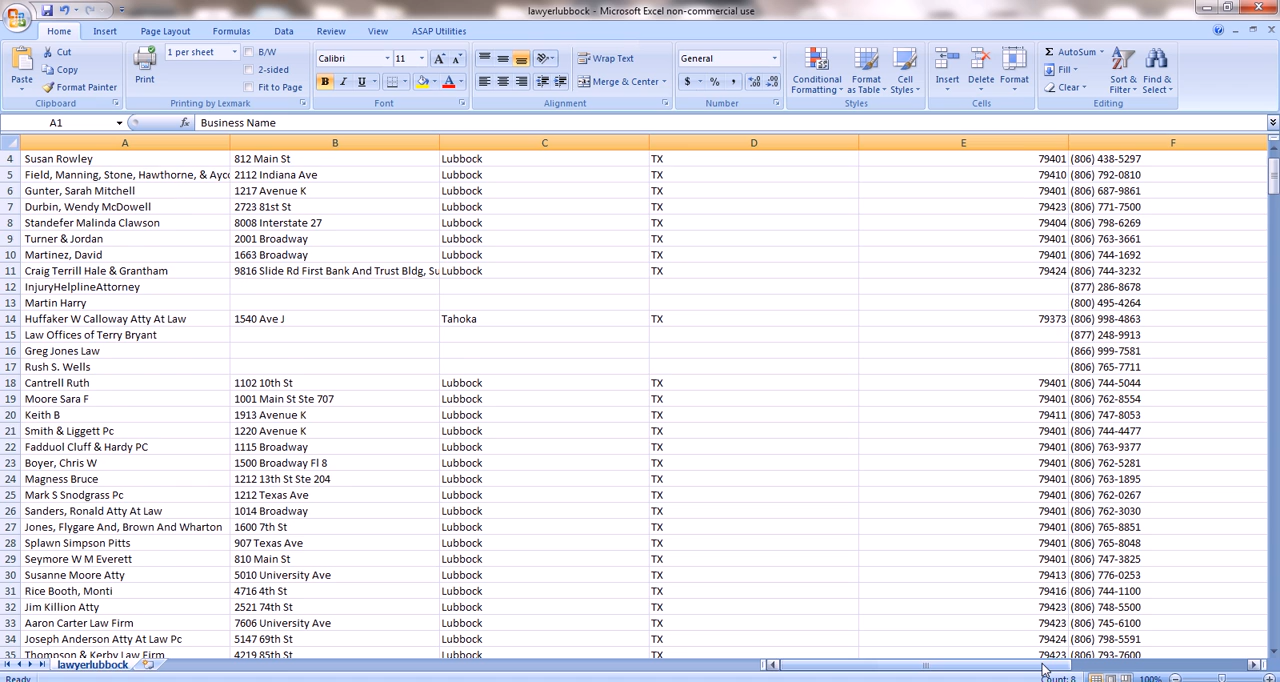 lawyerlubbock - Microsoft Excel non-commercial use
Home Insert Page Layout Formulas Data Review View ASAP Utilities
Paste Cut Copy Format Painter Clipboard
Print 1 per sheet B/W 2-sided Fit to Page Printing by Lexmark
Calibri 11 A A B I U A Font
Wrap Text Merge & Center Alignment
General $ % , Number
Conditional Formatting Format as Table Cell Styles Styles
Insert Delete Format Cells
Σ AutoSum Fill Clear Sort & Filter Find & Select Editing
A1 fx Business Name
A B C D E F
4 Susan Rowley 812 Main St Lubbock TX 79401 (806) 438-5297
5 Field, Manning, Stone, Hawthorne, & Ayco 2112 Indiana Ave Lubbock TX 79410 (806) 792-0810
6 Gunter, Sarah Mitchell 1217 Avenue K Lubbock TX 79401 (806) 687-9861
7 Durbin, Wendy McDowell 2723 81st St Lubbock TX 79423 (806) 771-7500
8 Standefer Malinda Clawson 8008 Interstate 27 Lubbock TX 79404 (806) 798-6269
9 Turner & Jordan 2001 Broadway Lubbock TX 79401 (806) 763-3661
10 Martinez, David 1663 Broadway Lubbock TX 79401 (806) 744-1692
11 Craig Terrill Hale & Grantham 9816 Slide Rd First Bank And Trust Bldg, Su Lubbock TX 79424 (806) 744-3232
12 InjuryHelplineAttorney (877) 286-8678
13 Martin Harry (800) 495-4264
14 Huffaker W Calloway Atty At Law 1540 Ave J Tahoka TX 79373 (806) 998-4863
15 Law Offices of Terry Bryant (877) 248-9913
16 Greg Jones Law (866) 999-7581
17 Rush S. Wells (806) 765-7711
18 Cantrell Ruth 1102 10th St Lubbock TX 79401 (806) 744-5044
19 Moore Sara F 1001 Main St Ste 707 Lubbock TX 79401 (806) 762-8554
20 Keith B 1913 Avenue K Lubbock TX 79411 (806) 747-8053
21 Smith & Liggett Pc 1220 Avenue K Lubbock TX 79401 (806) 744-4477
22 Fadduol Cluff & Hardy PC 1115 Broadway Lubbock TX 79401 (806) 763-9377
23 Boyer, Chris W 1500 Broadway Fl 8 Lubbock TX 79401 (806) 762-5281
24 Magness Bruce 1212 13th St Ste 204 Lubbock TX 79401 (806) 763-1895
25 Mark S Snodgrass Pc 1212 Texas Ave Lubbock TX 79401 (806) 762-0267
26 Sanders, Ronald Atty At Law 1014 Broadway Lubbock TX 79401 (806) 762-3030
27 Jones, Flygare And, Brown And Wharton 1600 7th St Lubbock TX 79401 (806) 765-8851
28 Splawn Simpson Pitts 907 Texas Ave Lubbock TX 79401 (806) 765-8048
29 Seymore W M Everett 810 Main St Lubbock TX 79401 (806) 747-3825
30 Susanne Moore Atty 5010 University Ave Lubbock TX 79413 (806) 776-0253
31 Rice Booth, Monti 4716 4th St Lubbock TX 79416 (806) 744-1100
32 Jim Killion Atty 2521 74th St Lubbock TX 79423 (806) 748-5500
33 Aaron Carter Law Firm 7606 University Ave Lubbock TX 79423 (806) 745-6100
34 Joseph Anderson Atty At Law Pc 5147 69th St Lubbock TX 79424 (806) 798-5591
35 Thompson & Kerby Law Firm 4219 85th St Lubbock TX 79423 (806) 793-7600
lawyerlubbock
Ready Count: 8 100%